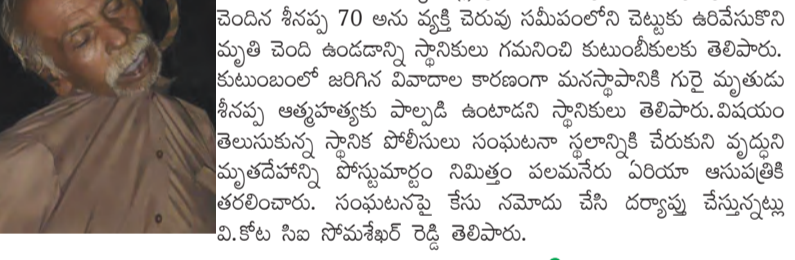 చెందిన శీనప్ప 70 అను వ్యక్తి చెరువు సమీపంలోని చెట్టుకు ఉరివేసుకొని
మృతి చెంది ఉండడాన్ని స్థానికులు గమనించి కుటుంబీకులకు తెలిపారు.
కుటుంబంలో జరిగిన వివాదాల కారణంగా మనస్థాపానికి గురై మృతుడు
శీనప్ప ఆత్మహత్యకు పాల్పడి ఉంటాడని స్థానికులు తెలిపారు.విషయం
తెలుసుకున్న స్థానిక పోలీసులు సంఘటనా స్థలాన్నికి చేరుకుని వృద్ధుని
మృతదేహాన్ని పోస్టుమార్టం నిమిత్తం పలమనేరు ఏరియా ఆసుపత్రికి
తరలించారు. సంఘటనపై కేసు నమోదు చేసి దర్యాప్తు చేస్తున్నట్లు
వి.కోట సిఐ సోమశేఖర్ రెడ్డి తెలిపారు.